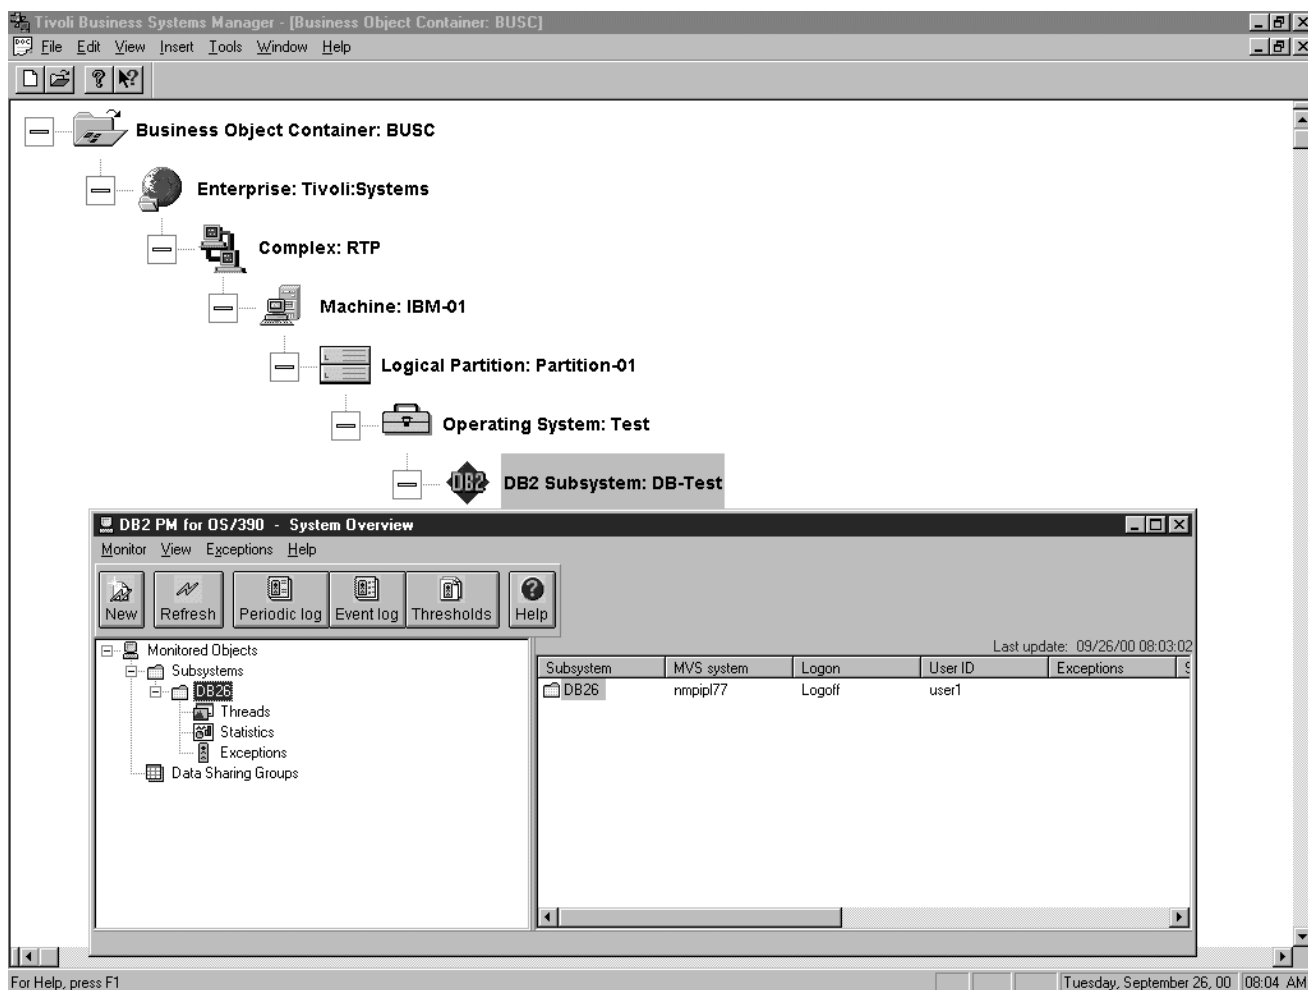 Tivoli Business Systems Manager - [Business Object Container: BUSC]
File Edit View Insert Tools Window Help
Business Object Container: BUSC
Enterprise: Tivoli:Systems
Complex: RTP
Machine: IBM-01
Logical Partition: Partition-01
Operating System: Test
DB2
DB2 Subsystem: DB-Test
DB2 PM for OS/390 - System Overview
Monitor View Exceptions Help
New Refresh Periodic log Event log Thresholds Help
Last update: 09/26/00 08:03:02
Monitored Objects
Subsystems
DB26
Threads
Statistics
Exceptions
Data Sharing Groups
Subsystem MVS system Logon User ID Exceptions S
DB26 nmpipl77 Logoff user1
For Help, press F1
Tuesday, September 26, 00 08:04 AM